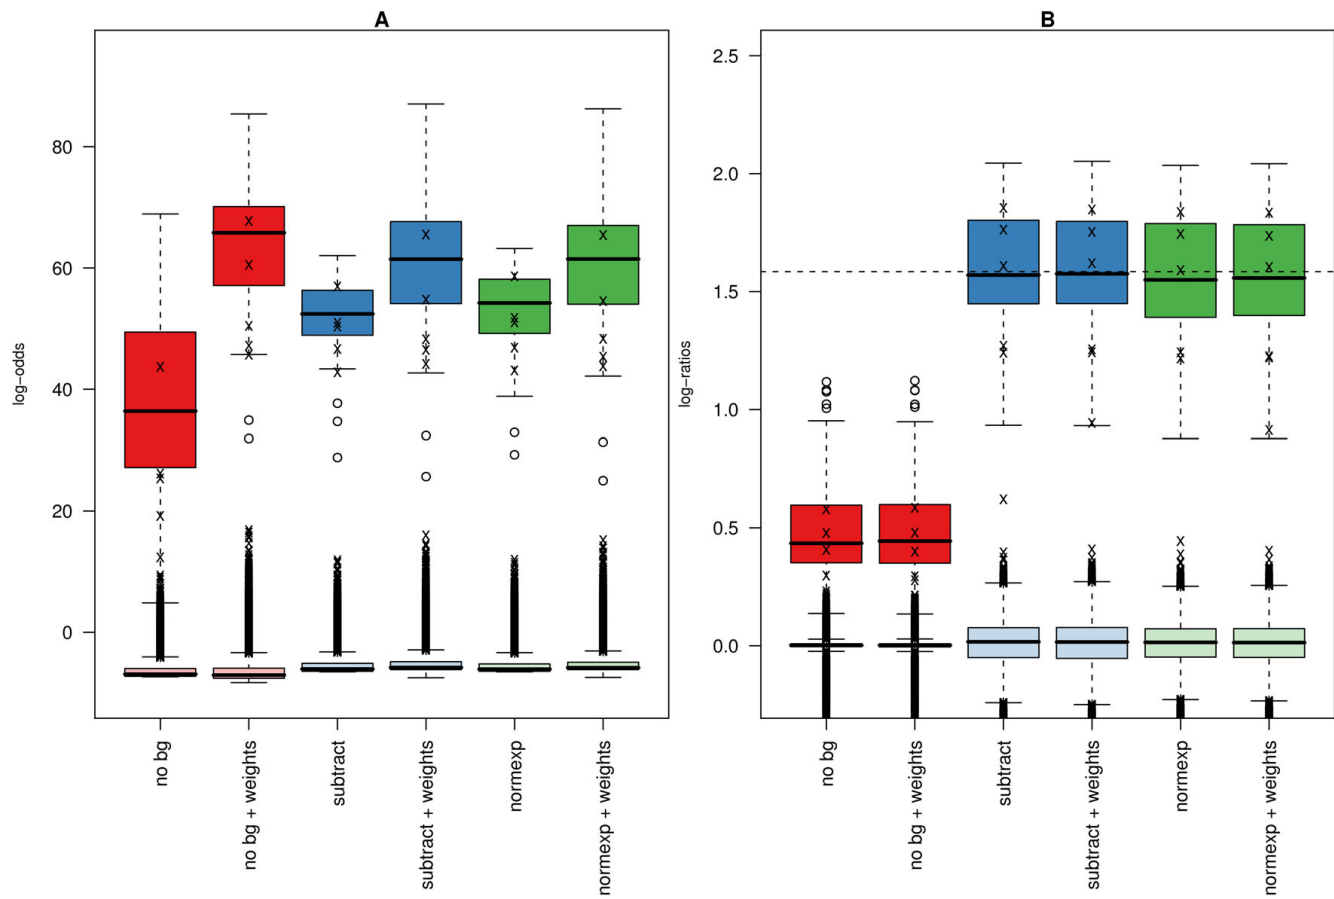 A
B
log−odds
80
60
40
20
0
no bg
no bg + weights
subtract
subtract + weights
normexp
normexp + weights
log−ratios
2.5
2.0
1.5
1.0
0.5
0.0
no bg
no bg + weights
subtract
subtract + weights
normexp
normexp + weights